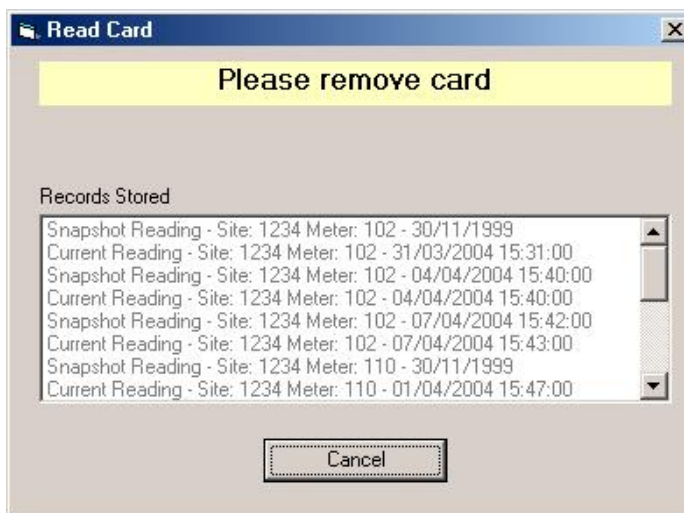 Read Card
Please remove card
Records Stored
Snapshot Reading - Site: 1234 Meter: 102 - 30/11/1999
Current Reading - Site: 1234 Meter: 102 - 31/03/2004 15:31:00
Snapshot Reading - Site: 1234 Meter: 102 - 04/04/2004 15:40:00
Current Reading - Site: 1234 Meter: 102 - 04/04/2004 15:40:00
Snapshot Reading - Site: 1234 Meter: 102 - 07/04/2004 15:42:00
Current Reading - Site: 1234 Meter: 102 - 07/04/2004 15:43:00
Snapshot Reading - Site: 1234 Meter: 110 - 30/11/1999
Current Reading - Site: 1234 Meter: 110 - 01/04/2004 15:47:00
Cancel